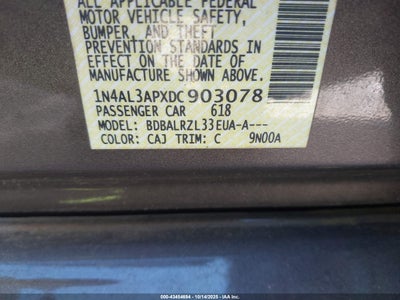 ALL APPLICABLE FEDERAL
MOTOR VEHICLE SAFETY,
BUMPER, AND THEFT
PREVENTION STANDARDS IN
EFFECT ON THE DATE OF
MANUFACTURE SHOWN ABOVE.
1N4AL3APXDC903078
PASSENGER CAR 618
MODEL: BDBALRZL33EUA-A---
COLOR: CAJ TRIM: C 9N00A
000-43454684 - 10/14/2025 - IAA Inc.